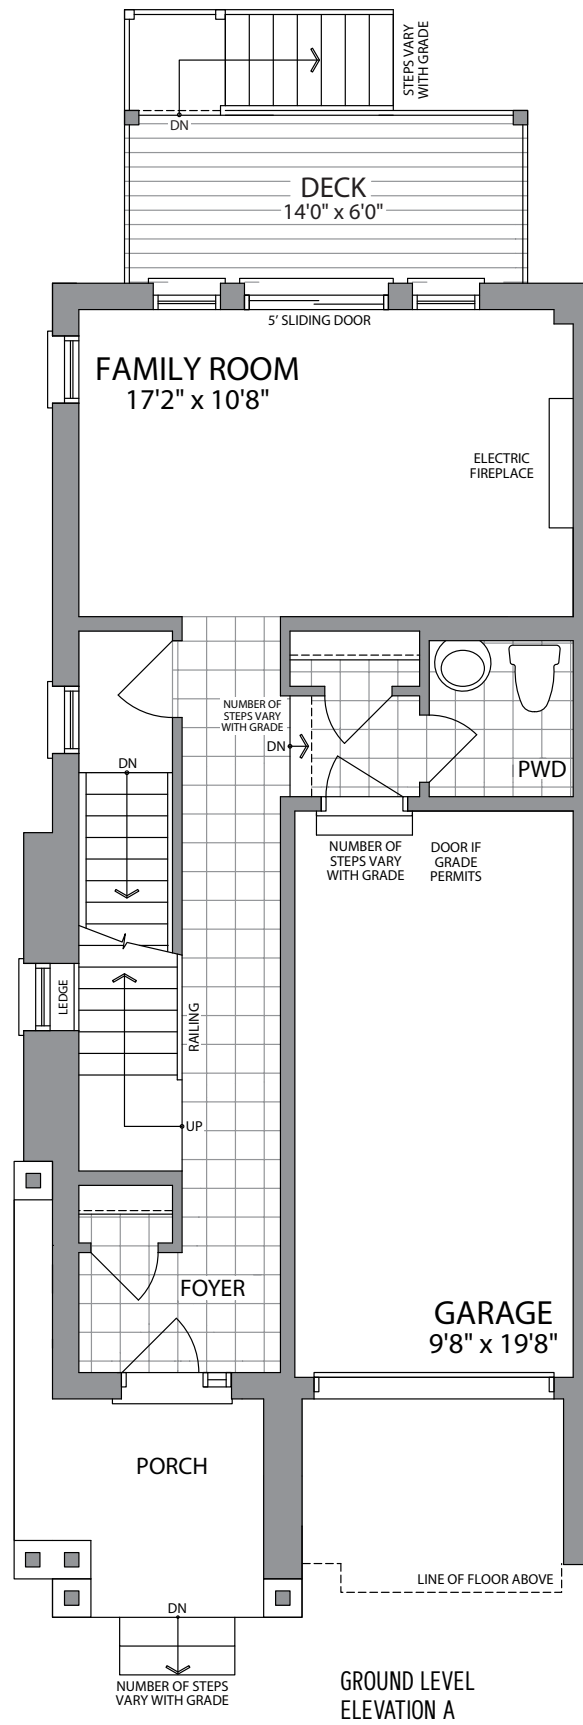 STEPS VARY
WITH GRADE
DN
DECK
14'0" x 6'0"
5' SLIDING DOOR
FAMILY ROOM
17'2" x 10'8"
ELECTRIC
FIREPLACE
NUMBER OF
STEPS VARY
WITH GRADE
DN
PWD
DN
NUMBER OF
STEPS VARY
WITH GRADE
DOOR IF
GRADE
PERMITS
LEDGE
RAILING
UP
FOYER
GARAGE
9'8" x 19'8"
PORCH
LINE OF FLOOR ABOVE
DN
NUMBER OF STEPS
VARY WITH GRADE
GROUND LEVEL
ELEVATION A